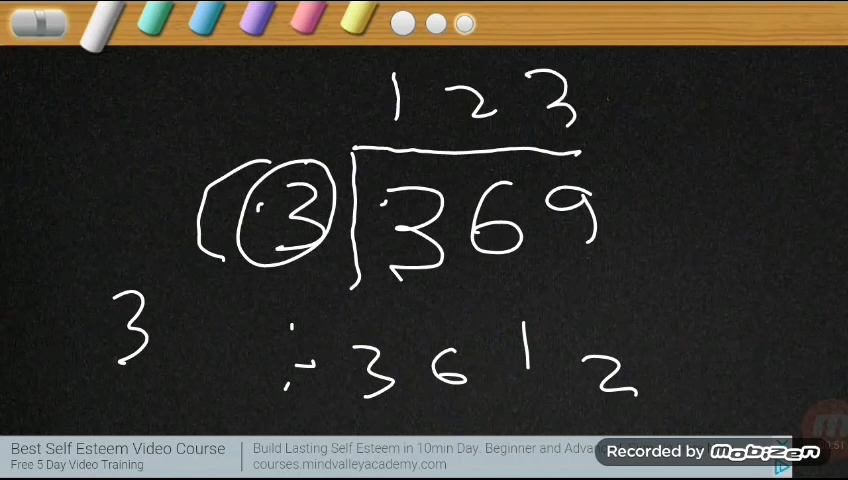 123
3 369
3
÷ 3 6 1 2
Best Self Esteem Video Course
Free 5 Day Video Training
Build Lasting Self Esteem in 10min Day. Beginner and
courses.mindvalleyacademy.com
Recorded by Mobizen